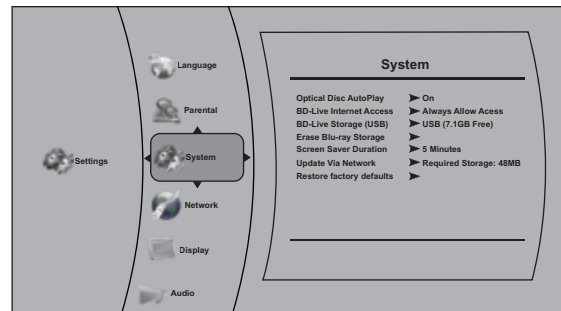 Settings
Language
Parental
System
Network
Display
Audio
System
Optical Disc AutoPlay On
BD-Live Internet Access Always Allow Acess
BD-Live Storage (USB) USB (7.1GB Free)
Erase Blu-ray Storage
Screen Saver Duration 5 Minutes
Update Via Network Required Storage: 48MB
Restore factory defaults